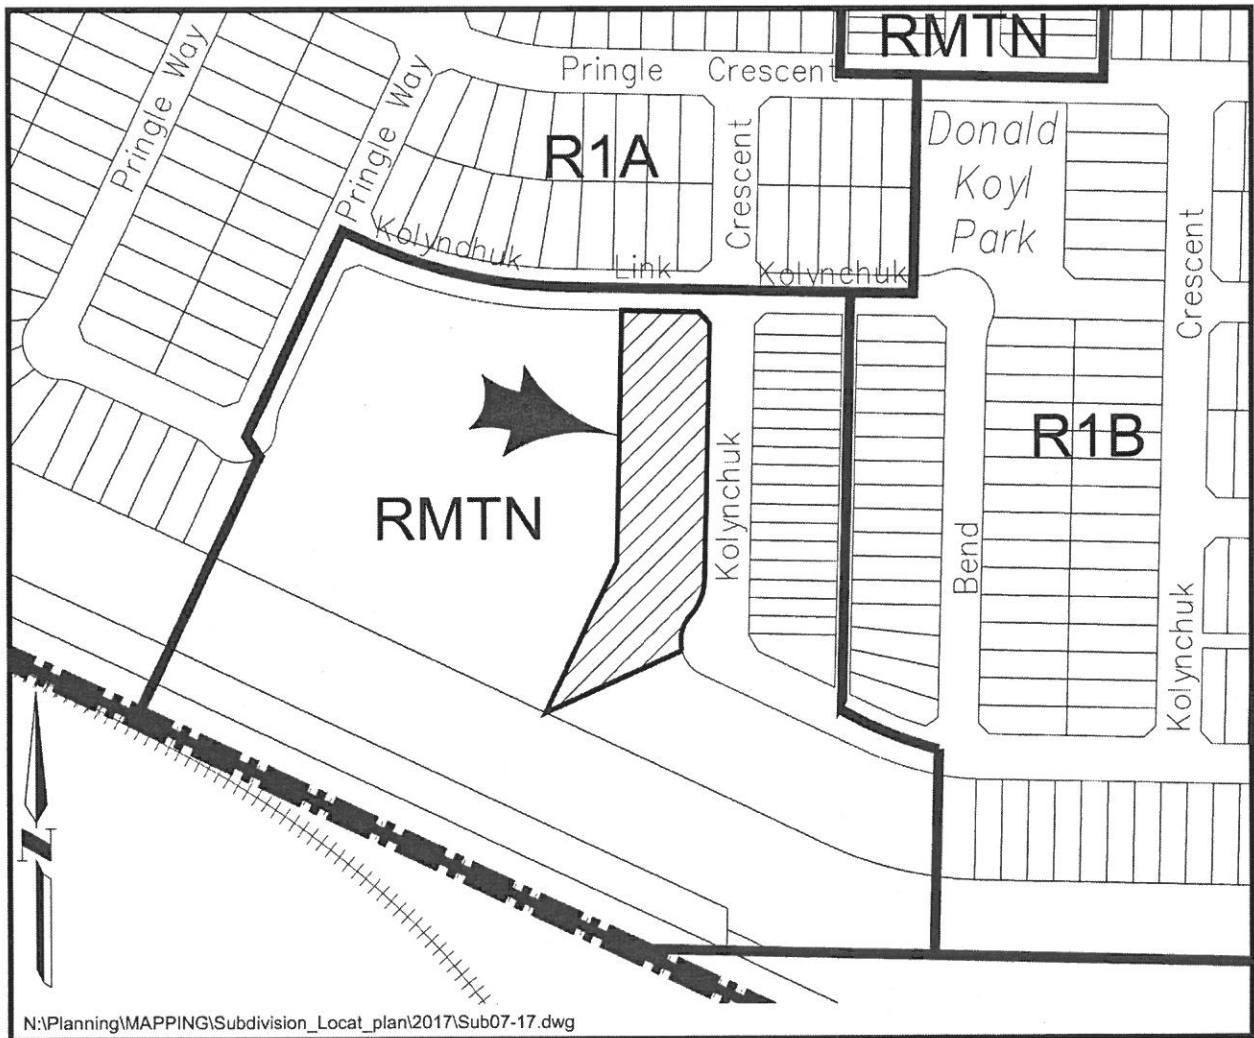 RMTN
Pringle Way
Pringle Way
Pringle Crescent
R1A
Crescent
Donald
Koyl
Park
Crescent
Kolynchuk
Link
Kolynchuk
RMTN
Kolynchuk
R1B
Bend
Kolynchuk
N
N:\Planning\MAPPING\Subdivision_Locat_plan\2017\Sub07-17.dwg